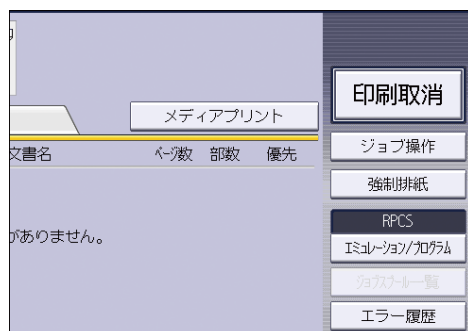 印刷取消
メディアプリント
文書名 ﾍﾟｰｼﾞ数 部数 優先
ジョブ操作
強制排紙
がありません。
RPCS
ｴﾐｭﾚｰｼｮﾝ/ﾌﾟﾛｸﾞﾗﾑ
ｼﾞｮﾌﾞｽﾌﾟｰﾙ一覧
エラー履歴